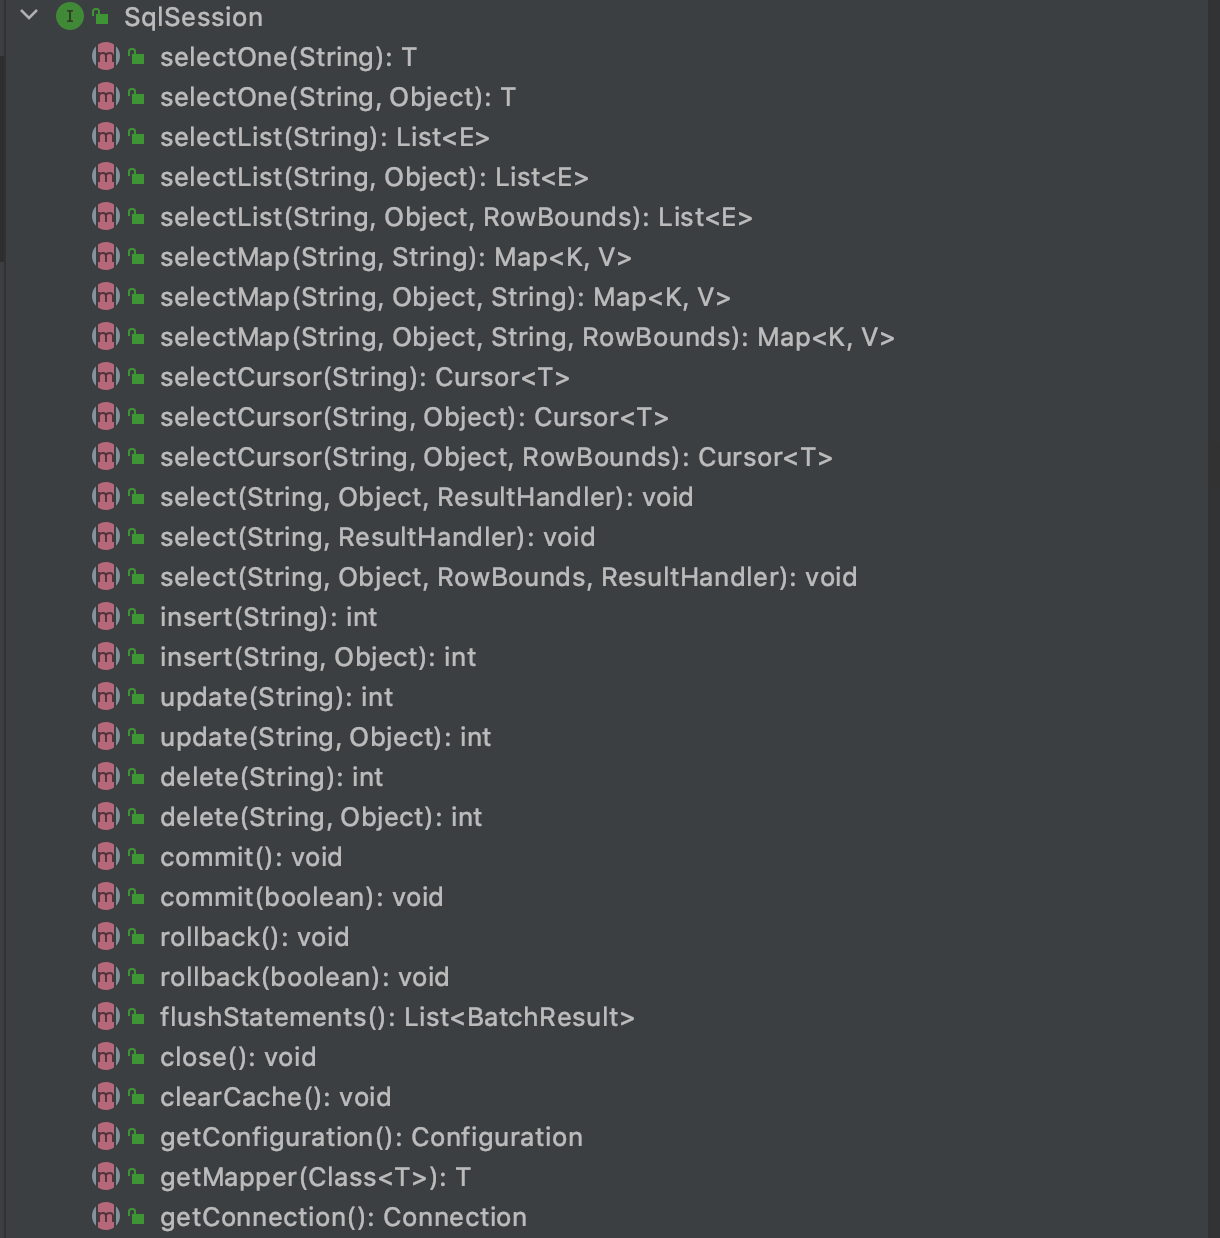 SqlSession
selectOne(String): T
selectOne(String, Object): T
selectList(String): List<E>
selectList(String, Object): List<E>
selectList(String, Object, RowBounds): List<E>
selectMap(String, String): Map<K, V>
selectMap(String, Object, String): Map<K, V>
selectMap(String, Object, String, RowBounds): Map<K, V>
selectCursor(String): Cursor<T>
selectCursor(String, Object): Cursor<T>
selectCursor(String, Object, RowBounds): Cursor<T>
select(String, Object, ResultHandler): void
select(String, ResultHandler): void
select(String, Object, RowBounds, ResultHandler): void
insert(String): int
insert(String, Object): int
update(String): int
update(String, Object): int
delete(String): int
delete(String, Object): int
commit(): void
commit(boolean): void
rollback(): void
rollback(boolean): void
flushStatements(): List<BatchResult>
close(): void
clearCache(): void
getConfiguration(): Configuration
getMapper(Class<T>): T
getConnection(): Connection